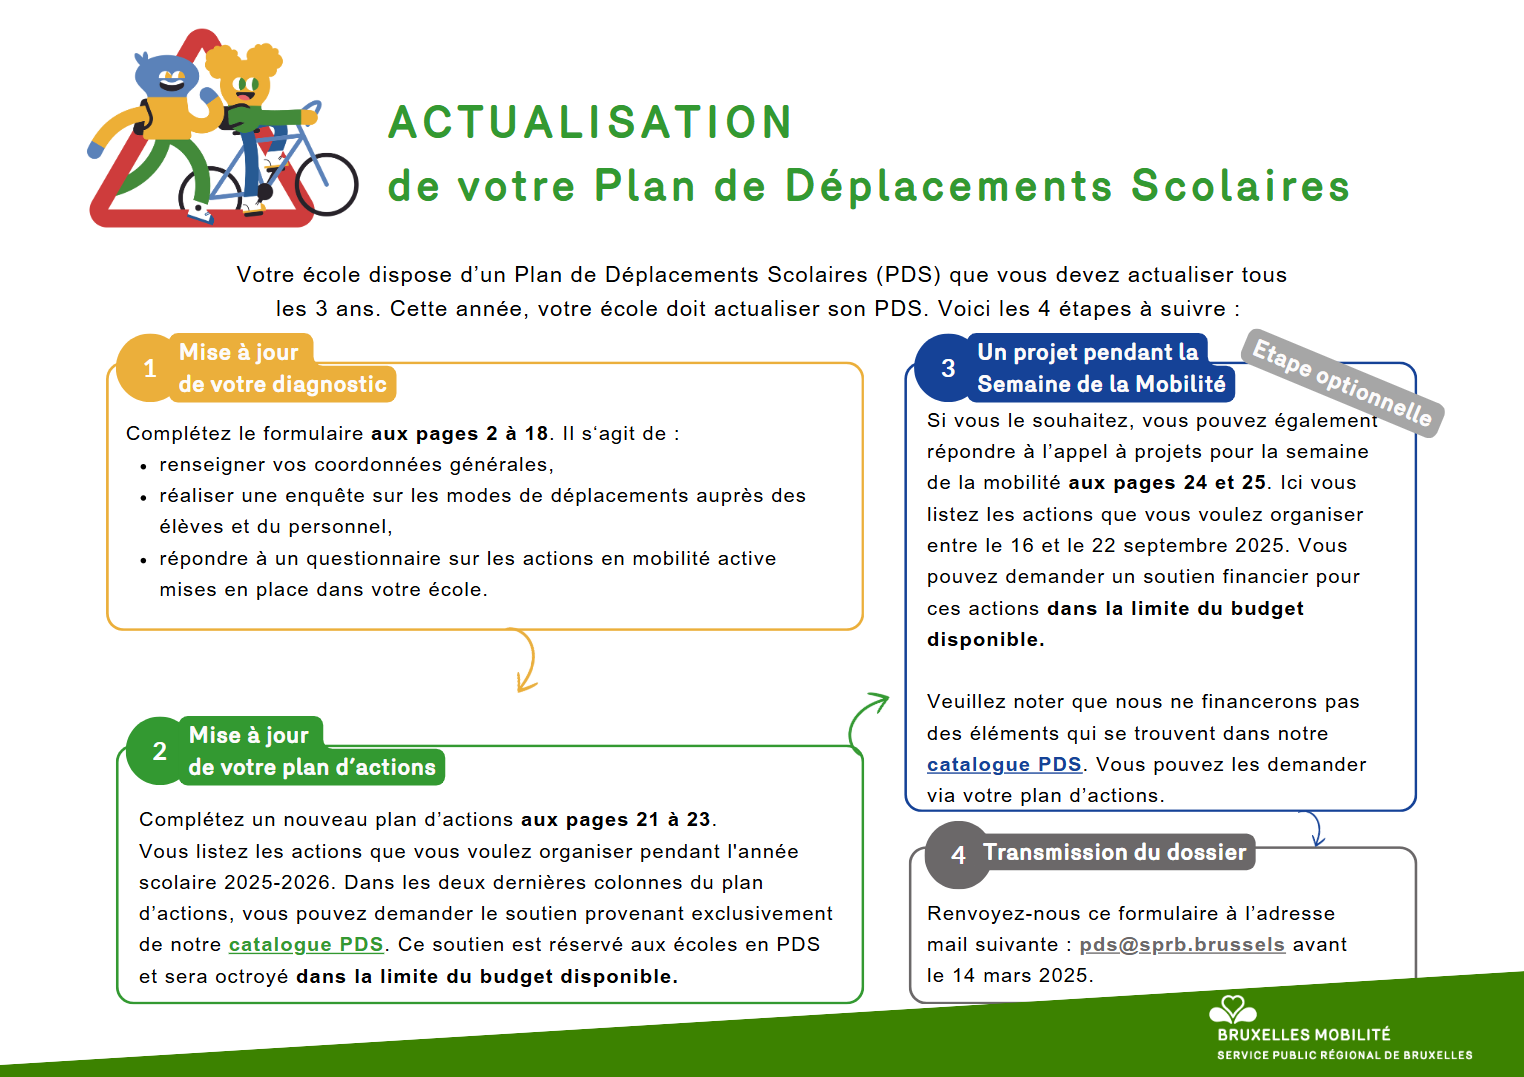 ACTUALISATION
de votre Plan de Déplacements Scolaires
Votre école dispose d’un Plan de Déplacements Scolaires (PDS) que vous devez actualiser tous
les 3 ans. Cette année, votre école doit actualiser son PDS. Voici les 4 étapes à suivre :
1
Mise à jour
de votre diagnostic
Complétez le formulaire aux pages 2 à 18. Il s‘agit de :
• renseigner vos coordonnées générales,
• réaliser une enquête sur les modes de déplacements auprès des
élèves et du personnel,
• répondre à un questionnaire sur les actions en mobilité active
mises en place dans votre école.
2
Mise à jour
de votre plan d’actions
Complétez un nouveau plan d’actions aux pages 21 à 23.
Vous listez les actions que vous voulez organiser pendant l'année
scolaire 2025-2026. Dans les deux dernières colonnes du plan
d’actions, vous pouvez demander le soutien provenant exclusivement
de notre catalogue PDS. Ce soutien est réservé aux écoles en PDS
et sera octroyé dans la limite du budget disponible.
3
Un projet pendant la
Semaine de la Mobilité
Etape optionnelle
Si vous le souhaitez, vous pouvez également
répondre à l’appel à projets pour la semaine
de la mobilité aux pages 24 et 25. Ici vous
listez les actions que vous voulez organiser
entre le 16 et le 22 septembre 2025. Vous
pouvez demander un soutien financier pour
ces actions dans la limite du budget
disponible.
Veuillez noter que nous ne financerons pas
des éléments qui se trouvent dans notre
catalogue PDS. Vous pouvez les demander
via votre plan d’actions.
4
Transmission du dossier
Renvoyez-nous ce formulaire à l’adresse
mail suivante : pds@sprb.brussels avant
le 14 mars 2025.
BRUXELLES MOBILITÉ
SERVICE PUBLIC RÉGIONAL DE BRUXELLES